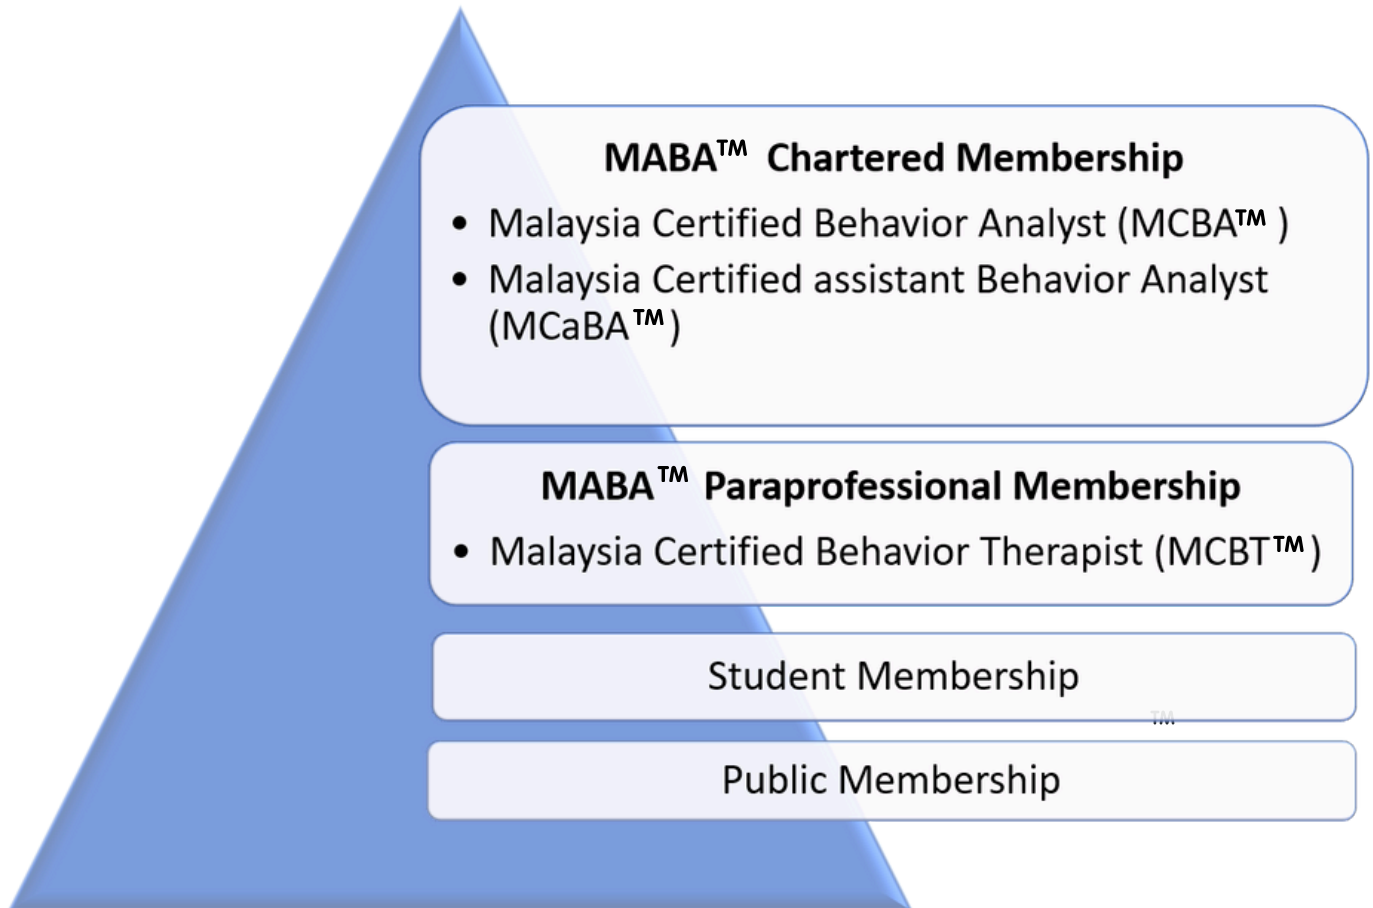 MABA™ Chartered Membership
• Malaysia Certified Behavior Analyst (MCBA™ )
• Malaysia Certified assistant Behavior Analyst
(MCaBA™ )
MABA™ Paraprofessional Membership
• Malaysia Certified Behavior Therapist (MCBT™ )
Student Membership
™
Public Membership